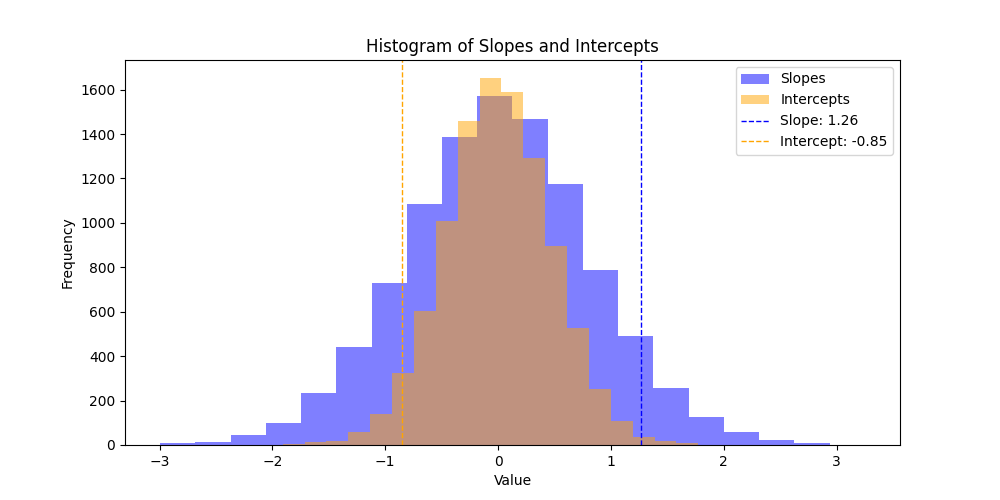 Histogram of Slopes and Intercepts
Slopes
Intercepts
Slope: 1.26
Intercept: -0.85
Frequency
1600
1400
1200
1000
800
600
400
200
0
−3
−2
−1
0
1
2
3
Value